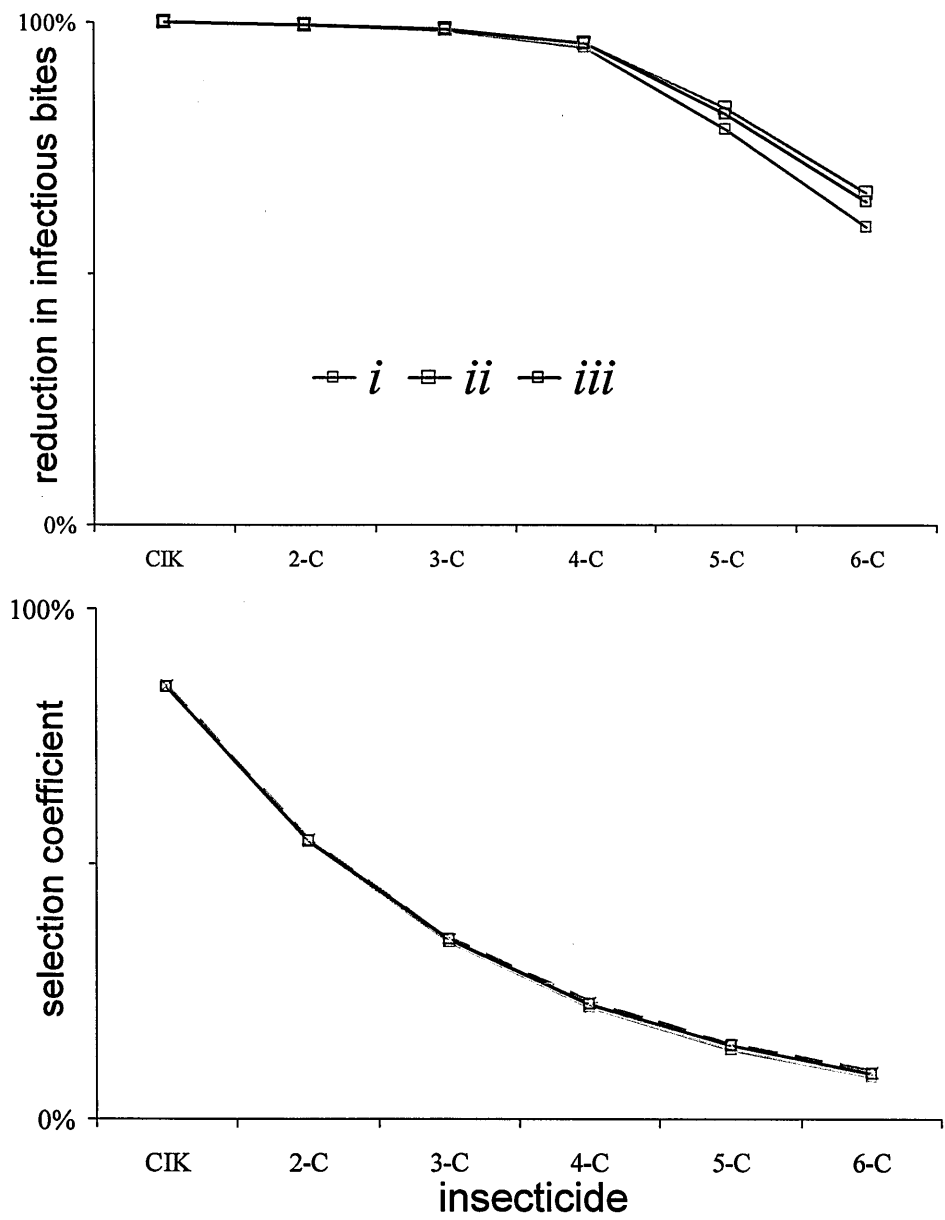 100%
reduction in infectious bites
i ii iii
0%
CIK 2-C 3-C 4-C 5-C 6-C
100%
selection coefficient
0%
CIK 2-C 3-C 4-C 5-C 6-C
insecticide